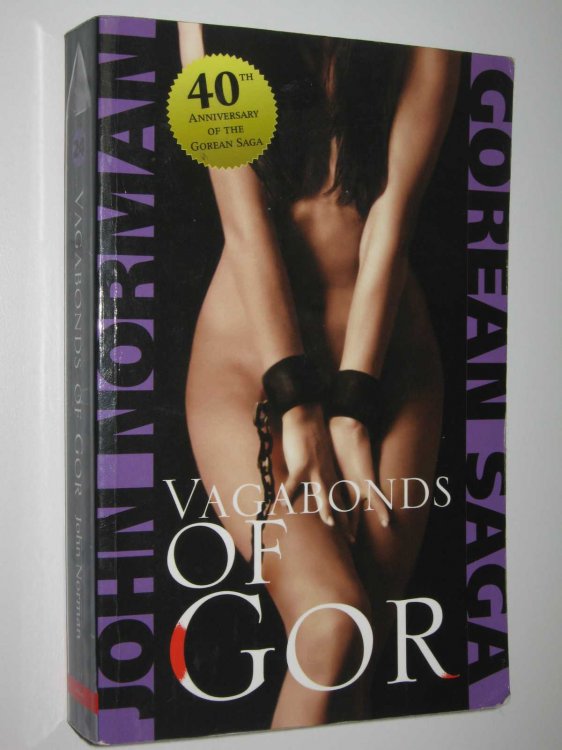 40TH
ANNIVERSARY
OF THE
GOREAN SAGA
JOHN NORMAN
GOREAN SAGA
VAGABONDS
OF
GOR
VAGABONDS OF GOR John Norman